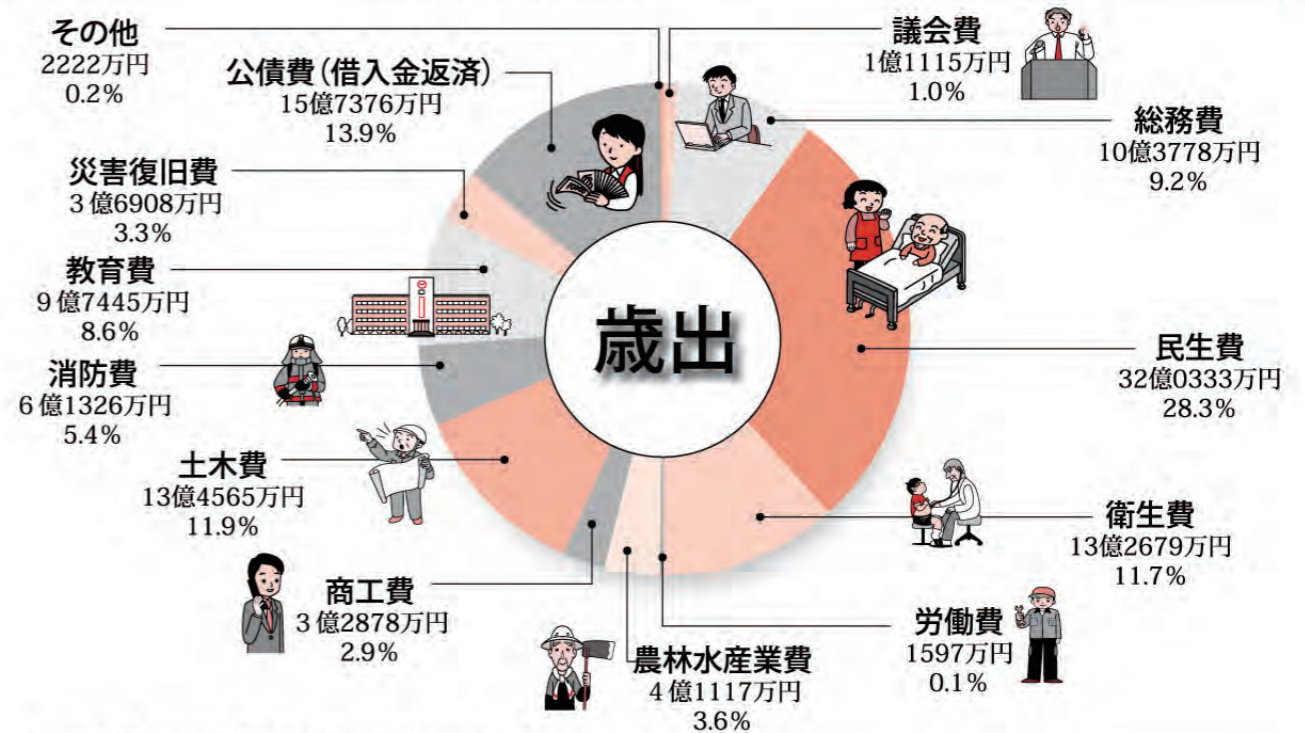 歳出
議会費
1億1115万円
1.0%
総務費
10億3778万円
9.2%
民生費
32億0333万円
28.3%
衛生費
13億2679万円
11.7%
労働費
1597万円
0.1%
農林水産業費
4億1117万円
3.6%
商工費
3億2878万円
2.9%
土木費
13億4565万円
11.9%
消防費
6億1326万円
5.4%
教育費
9億7445万円
8.6%
災害復旧費
3億6908万円
3.3%
公債費（借入金返済）
15億7376万円
13.9%
その他
2222万円
0.2%